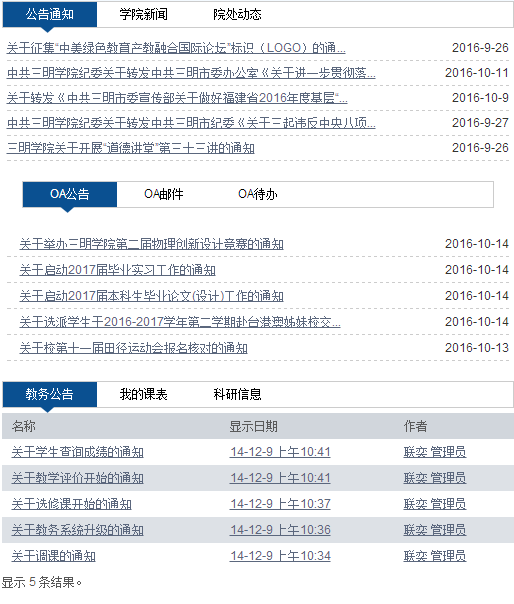 公告通知 学院新闻 院处动态
关于征集“中美绿色教育产教融合国际论坛”标识（LOGO）的通... 2016-9-26
中共三明学院纪委关于转发中共三明市委办公室《关于进一步贯彻落... 2016-10-11
关于转发《中共三明市委宣传部关于做好福建省2016年度基层“... 2016-10-9
中共三明学院纪委关于转发中共三明市纪委《关于三起违反中央八项... 2016-9-27
三明学院关于开展“道德讲堂”第三十三讲的通知 2016-9-26
OA公告 OA邮件 OA待办
关于举办三明学院第二届物理创新设计竞赛的通知 2016-10-14
关于启动2017届毕业实习工作的通知 2016-10-14
关于启动2017届本科生毕业论文(设计)工作的通知 2016-10-14
关于选派学生于2016-2017学年第二学期赴台港澳姊妹校交... 2016-10-14
关于校第十一届田径运动会报名核对的通知 2016-10-13
教务公告 我的课表 科研信息
名称 显示日期 作者
关于学生查询成绩的通知 14-12-9 上午10:41 联奕 管理员
关于教学评价开始的通知 14-12-9 上午10:41 联奕 管理员
关于选修课开始的通知 14-12-9 上午10:37 联奕 管理员
关于教务系统升级的通知 14-12-9 上午10:36 联奕 管理员
关于调课的通知 14-12-9 上午10:34 联奕 管理员
显示 5 条结果。